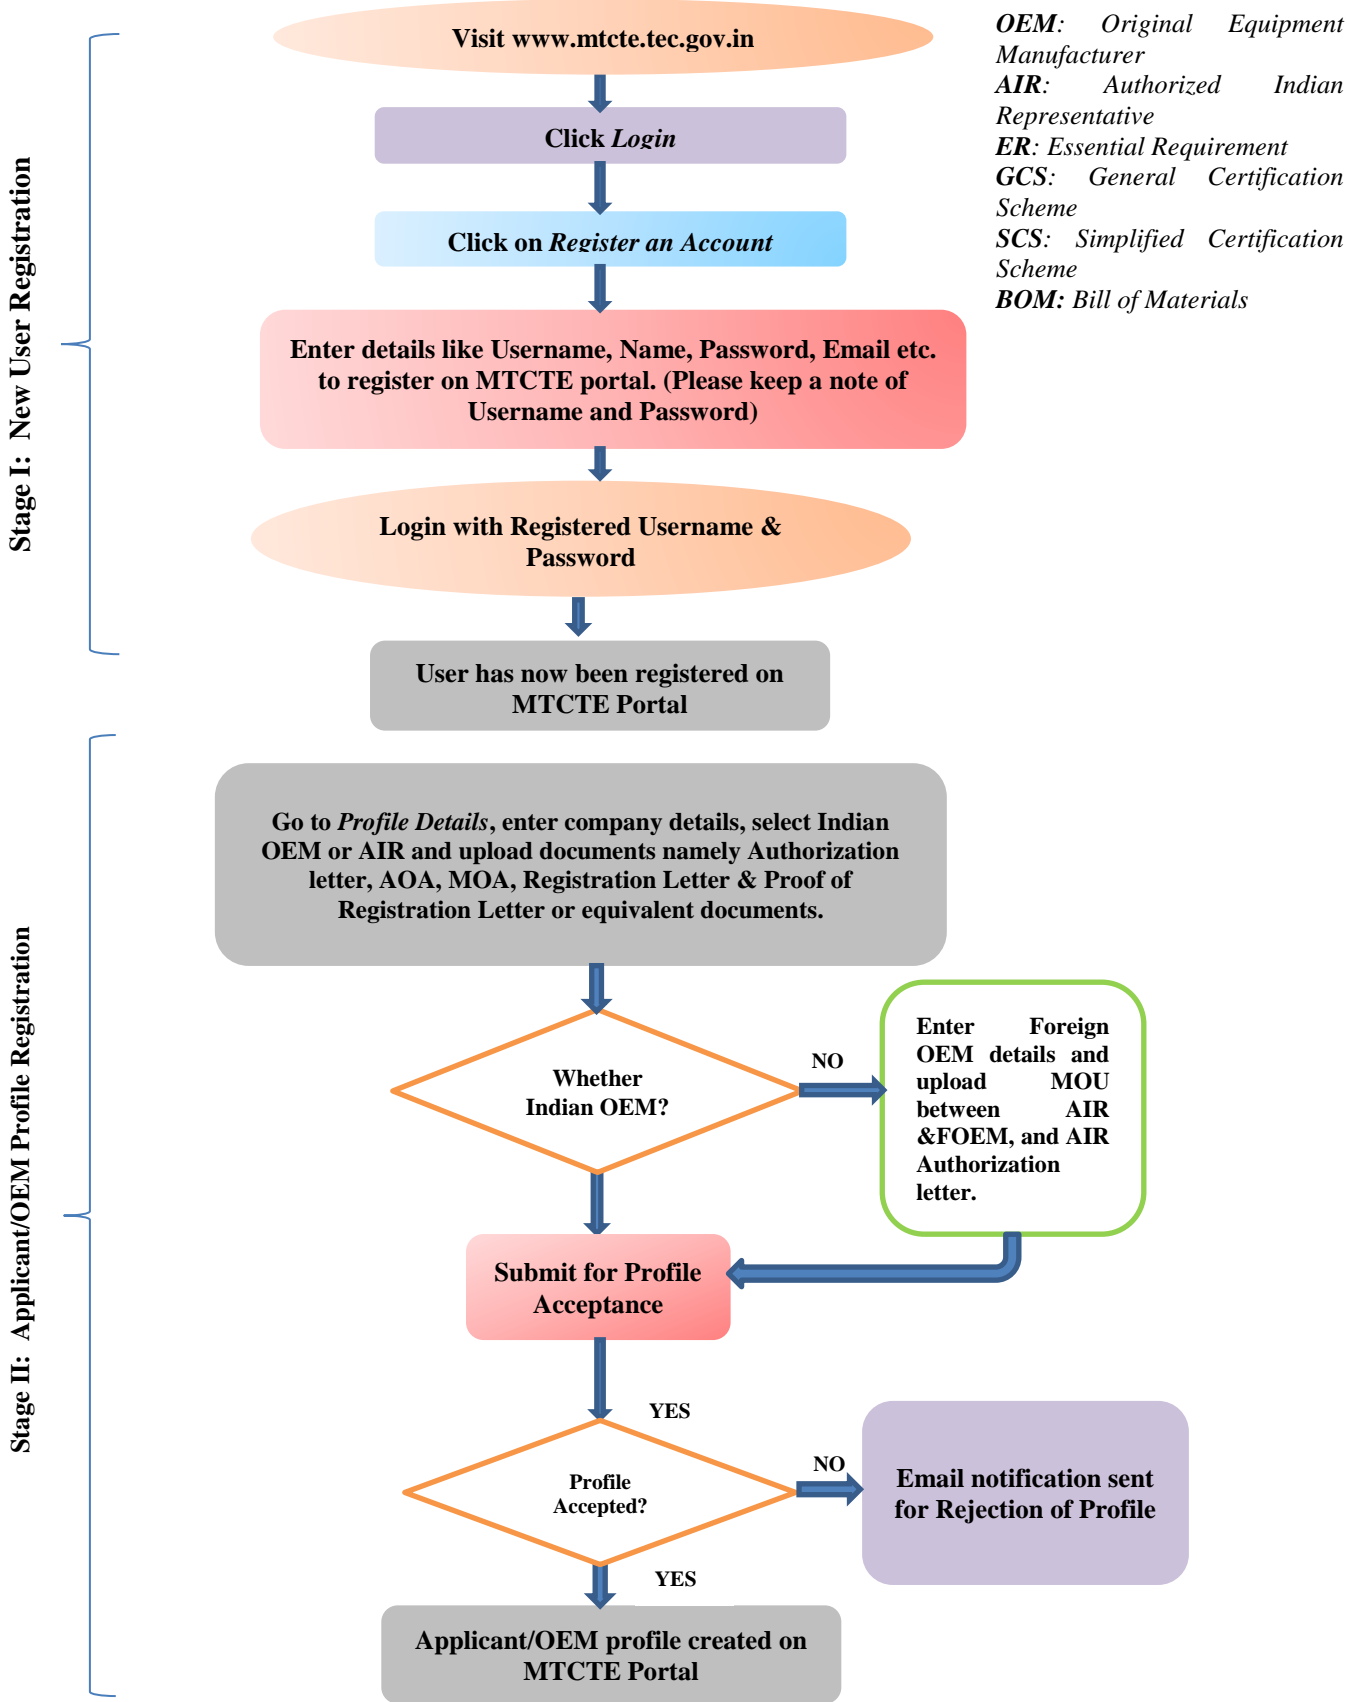 Visit www.mtcte.tec.gov.in
Click Login
Click on Register an Account
Enter details like Username, Name, Password, Email etc.
to register on MTCTE portal. (Please keep a note of
Username and Password)
Login with Registered Username &
Password
User has now been registered on
MTCTE Portal
Stage I: New User Registration
OEM: Original Equipment
Manufacturer
AIR: Authorized Indian
Representative
ER: Essential Requirement
GCS: General Certification
Scheme
SCS: Simplified Certification
Scheme
BOM: Bill of Materials
Stage II: Applicant/OEM Profile Registration
Go to Profile Details, enter company details, select Indian
OEM or AIR and upload documents namely Authorization
letter, AOA, MOA, Registration Letter & Proof of
Registration Letter or equivalent documents.
Whether
Indian OEM?
NO
Enter Foreign
OEM details and
upload MOU
between AIR
&FOEM, and AIR
Authorization
letter.
Submit for Profile
Acceptance
YES
Profile
Accepted?
NO
Email notification sent
for Rejection of Profile
YES
Applicant/OEM profile created on
MTCTE Portal